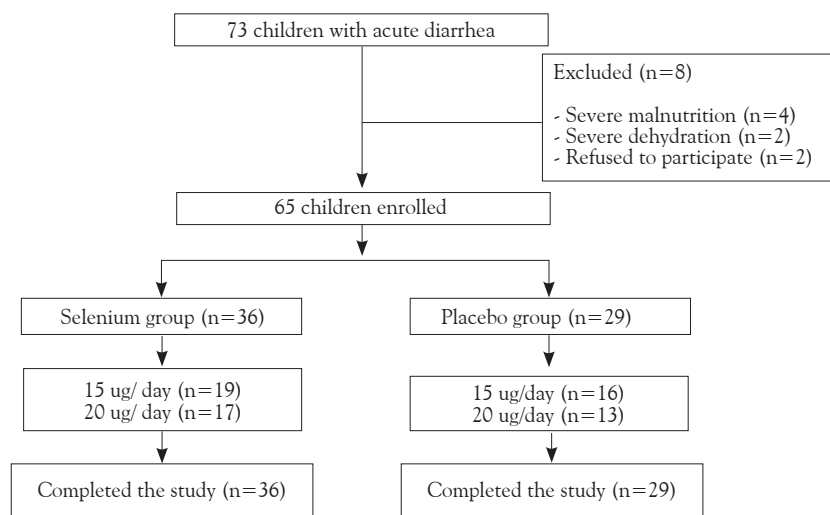 73 children with acute diarrhea
Excluded (n=8)
- Severe malnutrition (n=4)
- Severe dehydration (n=2)
- Refused to participate (n=2)
65 children enrolled
Selenium group (n=36)
Placebo group (n=29)
15 ug/ day (n=19)
20 ug/ day (n=17)
15 ug/day (n=16)
20 ug/day (n=13)
Completed the study (n=36)
Completed the study (n=29)